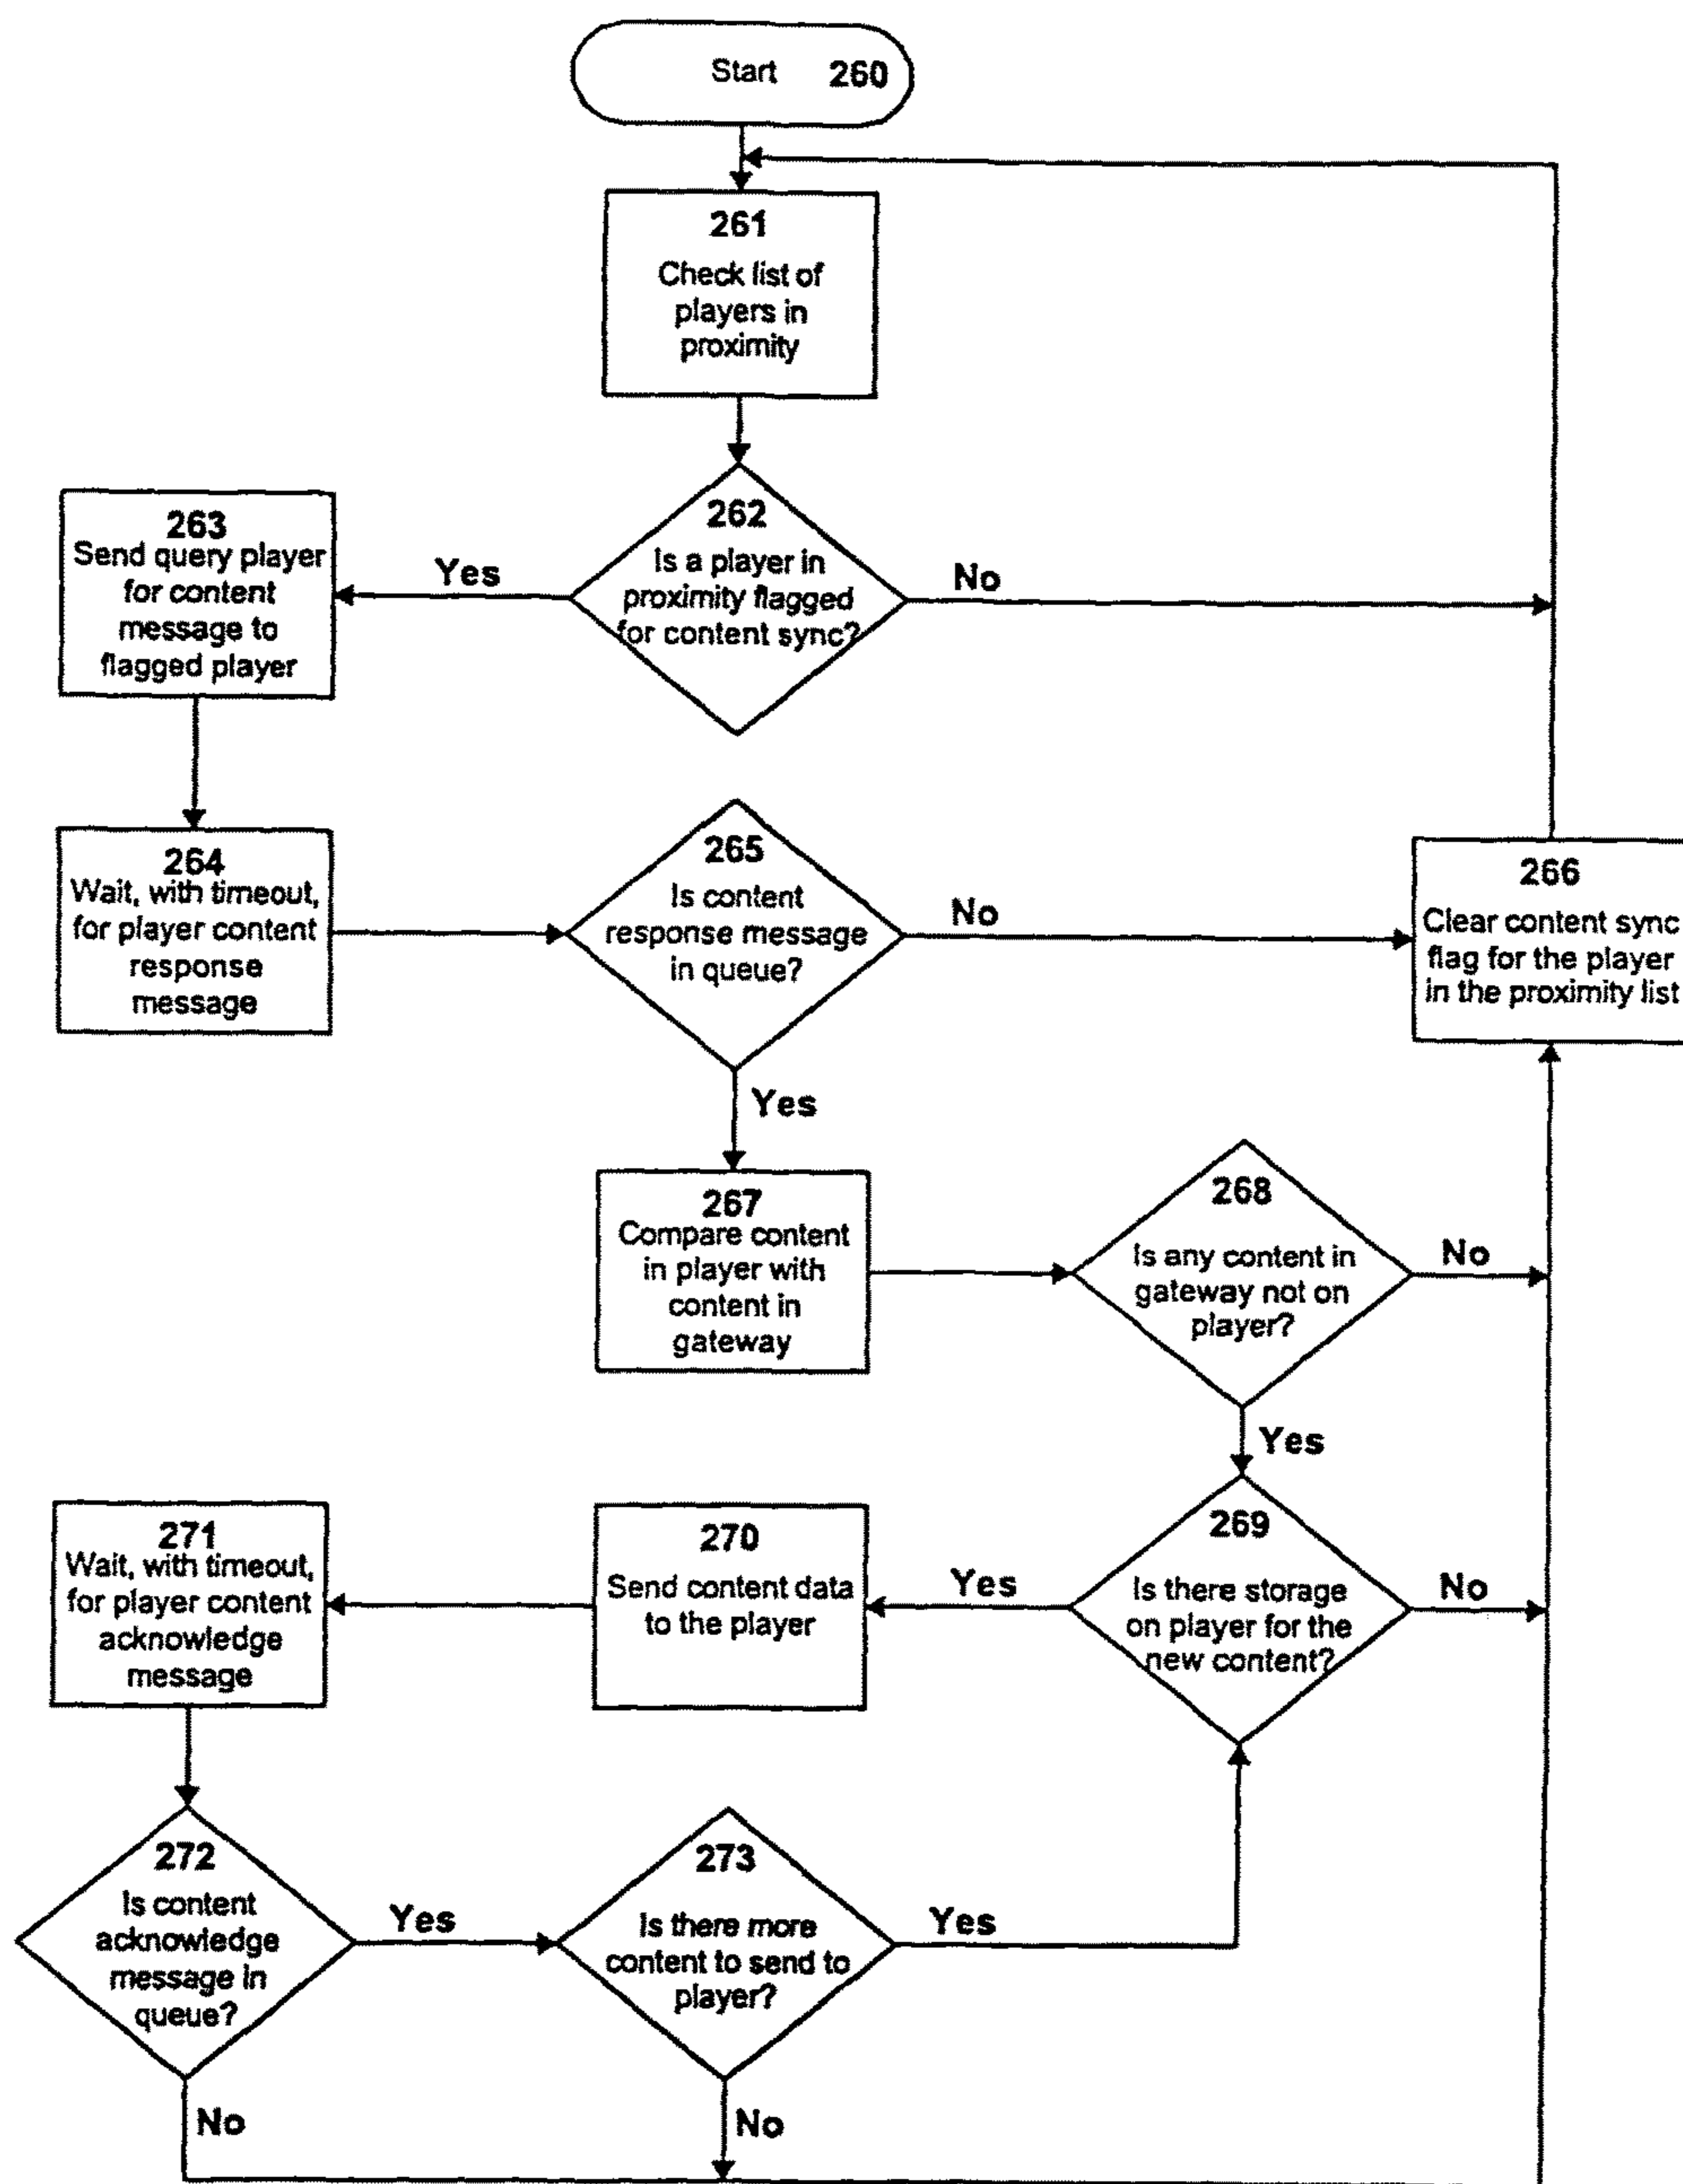 Start 260
261
Check list of
players in
proximity
262
Is a player in
proximity flagged
for content sync?
Yes
No
263
Send query player
for content
message to
flagged player
264
Wait, with timeout,
for player content
response
message
265
Is content
response message
in queue?
No
Yes
266
Clear content sync
flag for the player
in the proximity list
267
Compare content
in player with
content in
gateway
268
Is any content in
gateway not on
player?
No
Yes
269
Is there storage
on player for the
new content?
Yes
No
270
Send content data
to the player
271
Wait, with timeout,
for player content
acknowledge
message
272
Is content
acknowledge
message in
queue?
Yes
No
273
Is there more
content to send to
player?
Yes
No